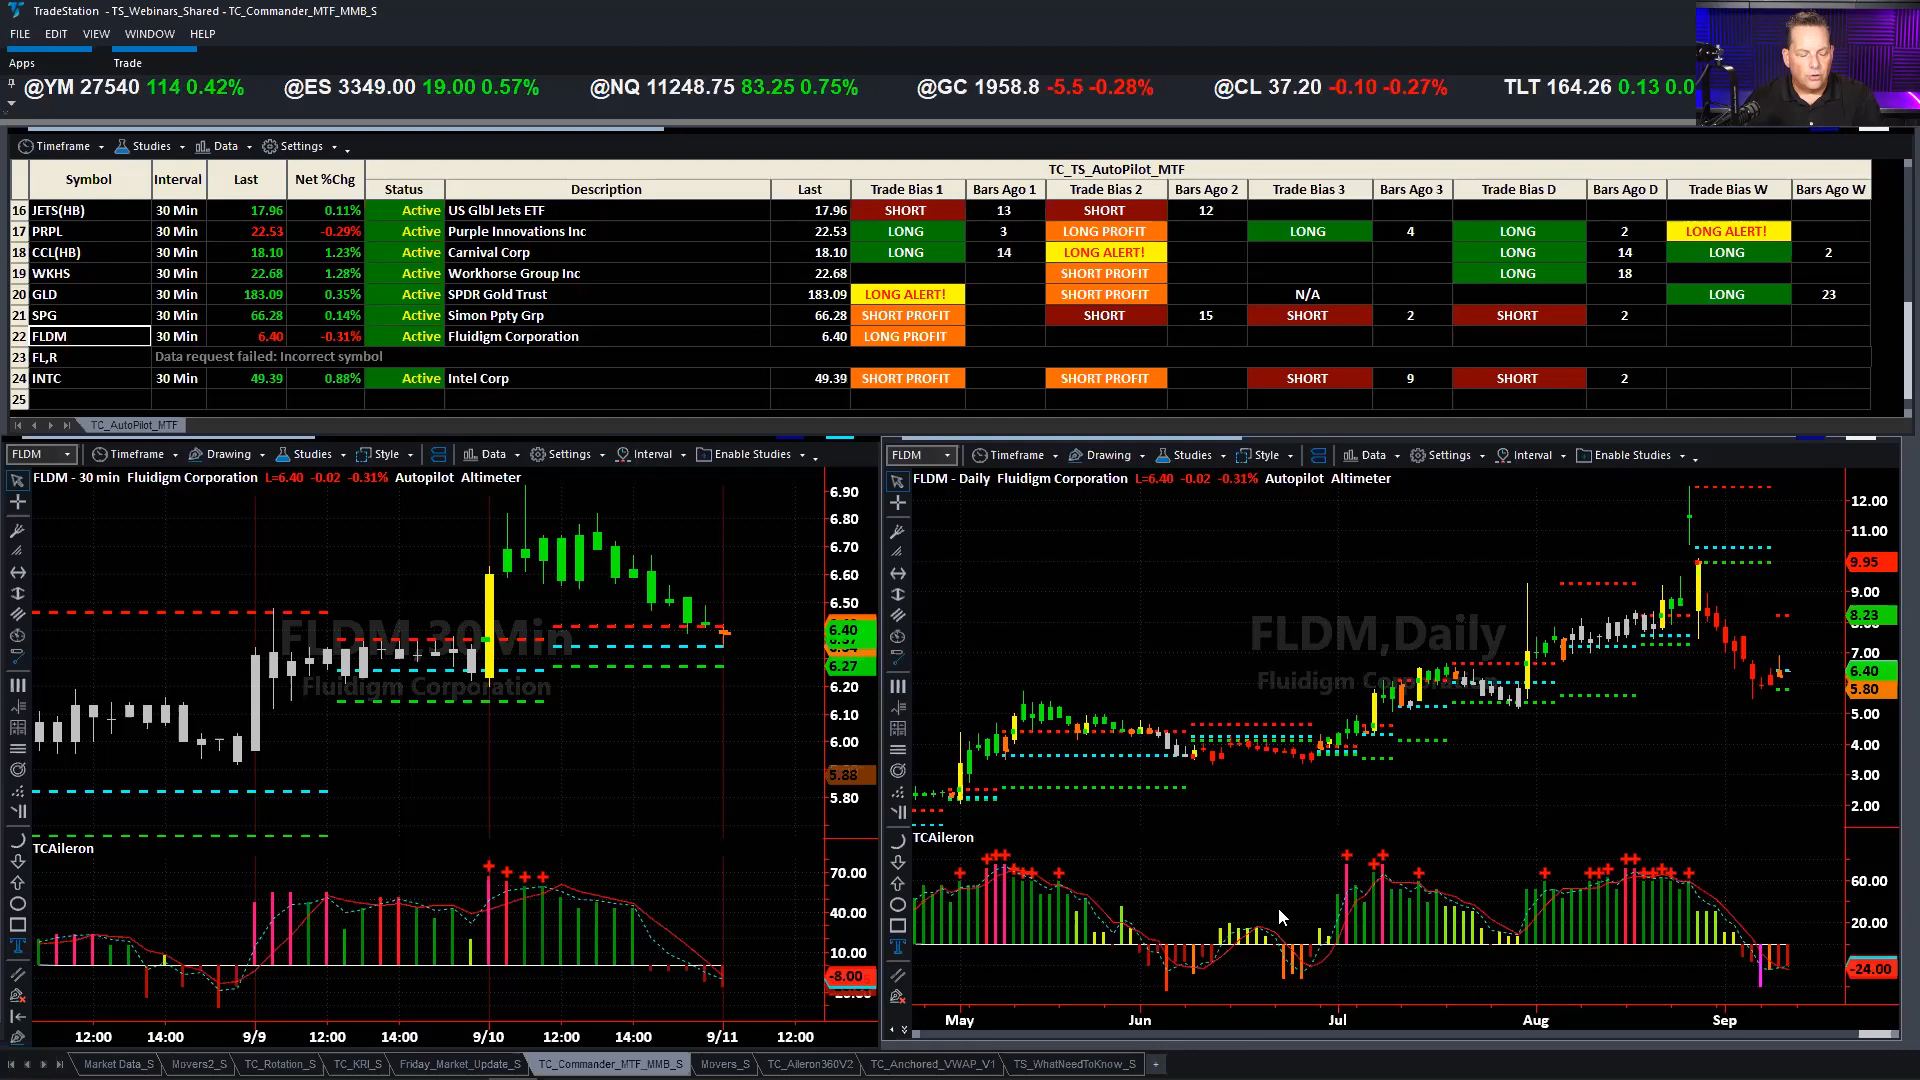 TradeStation - TS_Webinars_Shared - TC_Commander_MTF_MMB_S
FILE EDIT VIEW WINDOW HELP
Apps Trade
@YM 27540 114 0.42% @ES 3349.00 19.00 0.57% @NQ 11248.75 83.25 0.75% @GC 1958.8 -5.5 -0.28% @CL 37.20 -0.10 -0.27% TLT 164.26 0.13 0.0
Timeframe Studies Data Settings
TC_TS_AutoPilot_MTF
Symbol Interval Last Net %Chg Status Description Last Trade Bias 1 Bars Ago 1 Trade Bias 2 Bars Ago 2 Trade Bias 3 Bars Ago 3 Trade Bias D Bars Ago D Trade Bias W Bars Ago W
16 JETS(HB) 30 Min 17.96 0.11% Active US Glbl Jets ETF 17.96 SHORT 13 SHORT 12
17 PRPL 30 Min 22.53 -0.29% Active Purple Innovations Inc 22.53 LONG 3 LONG PROFIT LONG 4 LONG 2 LONG ALERT!
18 CCL(HB) 30 Min 18.10 1.23% Active Carnival Corp 18.10 LONG 14 LONG ALERT! LONG 14 LONG 2
19 WKHS 30 Min 22.68 1.28% Active Workhorse Group Inc 22.68 SHORT PROFIT LONG 18
20 GLD 30 Min 183.09 0.35% Active SPDR Gold Trust 183.09 LONG ALERT! SHORT PROFIT N/A LONG 23
21 SPG 30 Min 66.28 0.14% Active Simon Ppty Grp 66.28 SHORT PROFIT SHORT 15 SHORT 2 SHORT 2
22 FLDM 30 Min 6.40 -0.31% Active Fluidigm Corporation 6.40 LONG PROFIT
23 FL,R Data request failed: Incorrect symbol
24 INTC 30 Min 49.39 0.88% Active Intel Corp 49.39 SHORT PROFIT SHORT PROFIT SHORT 9 SHORT 2
25
TC_AutoPilot_MTF
FLDM Timeframe Drawing Studies Style Data Settings Interval Enable Studies
FLDM - 30 min Fluidigm Corporation L=6.40 -0.02 -0.31% Autopilot Altimeter
FLDM,30Min
Fluidigm Corporation
6.90
6.80
6.70
6.60
6.50
6.40
6.27
6.20
6.10
6.00
5.88
5.80
TCAileron
70.00
40.00
10.00
-8.00
12:00 14:00 9/9 12:00 14:00 9/10 12:00 14:00 9/11 12:00
FLDM Timeframe Drawing Studies Style Data Settings Interval Enable Studies
FLDM - Daily Fluidigm Corporation L=6.40 -0.02 -0.31% Autopilot Altimeter
FLDM,Daily
Fluidigm Corporation
12.00
11.00
9.95
9.00
8.23
7.00
6.40
5.80
5.00
4.00
3.00
2.00
TCAileron
60.00
20.00
-24.00
May Jun Jul Aug Sep
Market Data_S Movers2_S TC_Rotation_S TC_KRI_S Friday_Market_Update_S TC_Commander_MTF_MMB_S Movers_S TC_Aileron360V2 TC_Anchored_VWAP_V1 TS_WhatNeedToKnow_S +